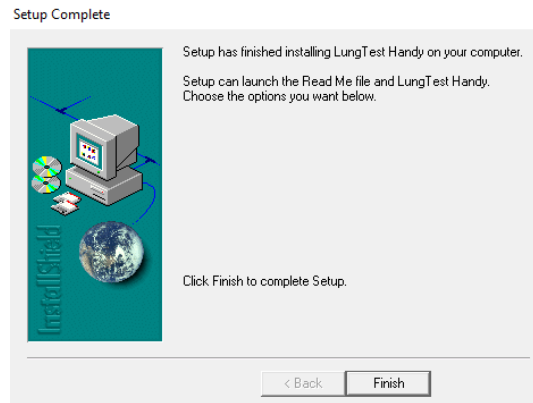 Setup Complete
Setup has finished installing LungTest Handy on your computer.
Setup can launch the Read Me file and LungTest Handy.
Choose the options you want below.
InstallShield
Click Finish to complete Setup.
< Back
Finish